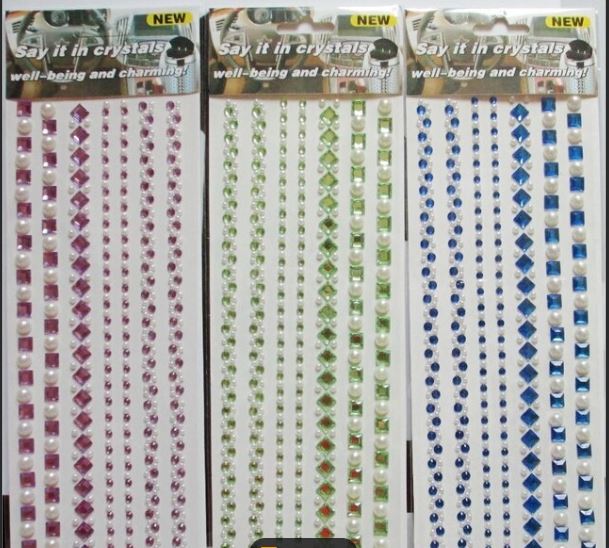 NEW
Say it in crystals
well-being and charming!
NEW
Say it in crystals
well-being and charming!
NEW
Say it in crystals
well-being and charming!